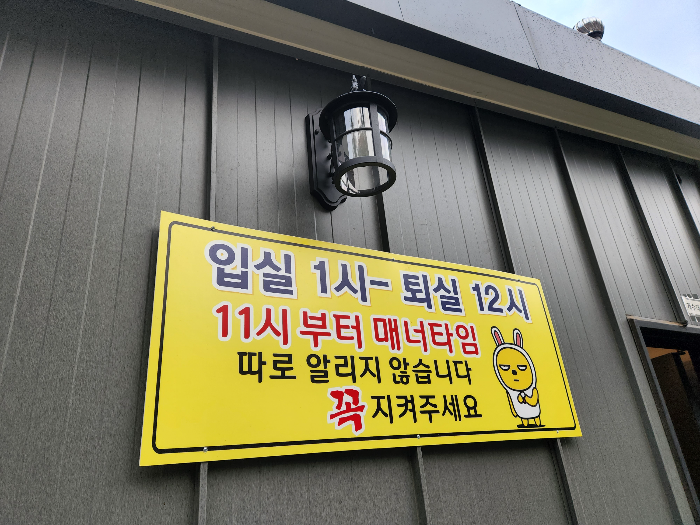 입실 1시- 퇴실 12시
11시부터 매너타임
따로 알리지 않습니다
꼭 지켜주세요